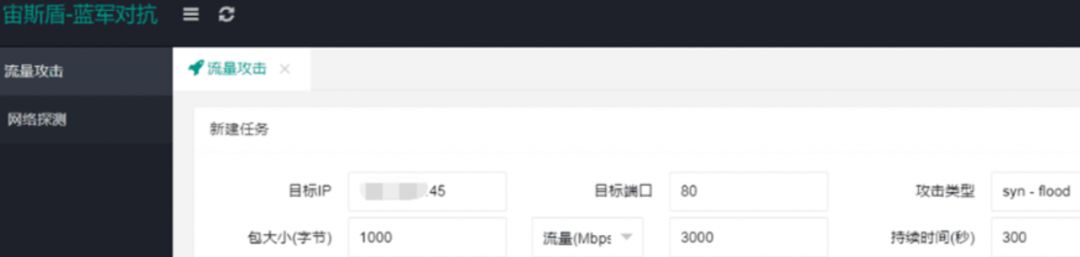 宙斯盾-蓝军对抗
流量攻击
网络探测
流量攻击
新建任务
目标IP .45 目标端口 80 攻击类型 syn - flood
包大小(字节) 1000 流量(Mbps 3000 持续时间(秒) 300